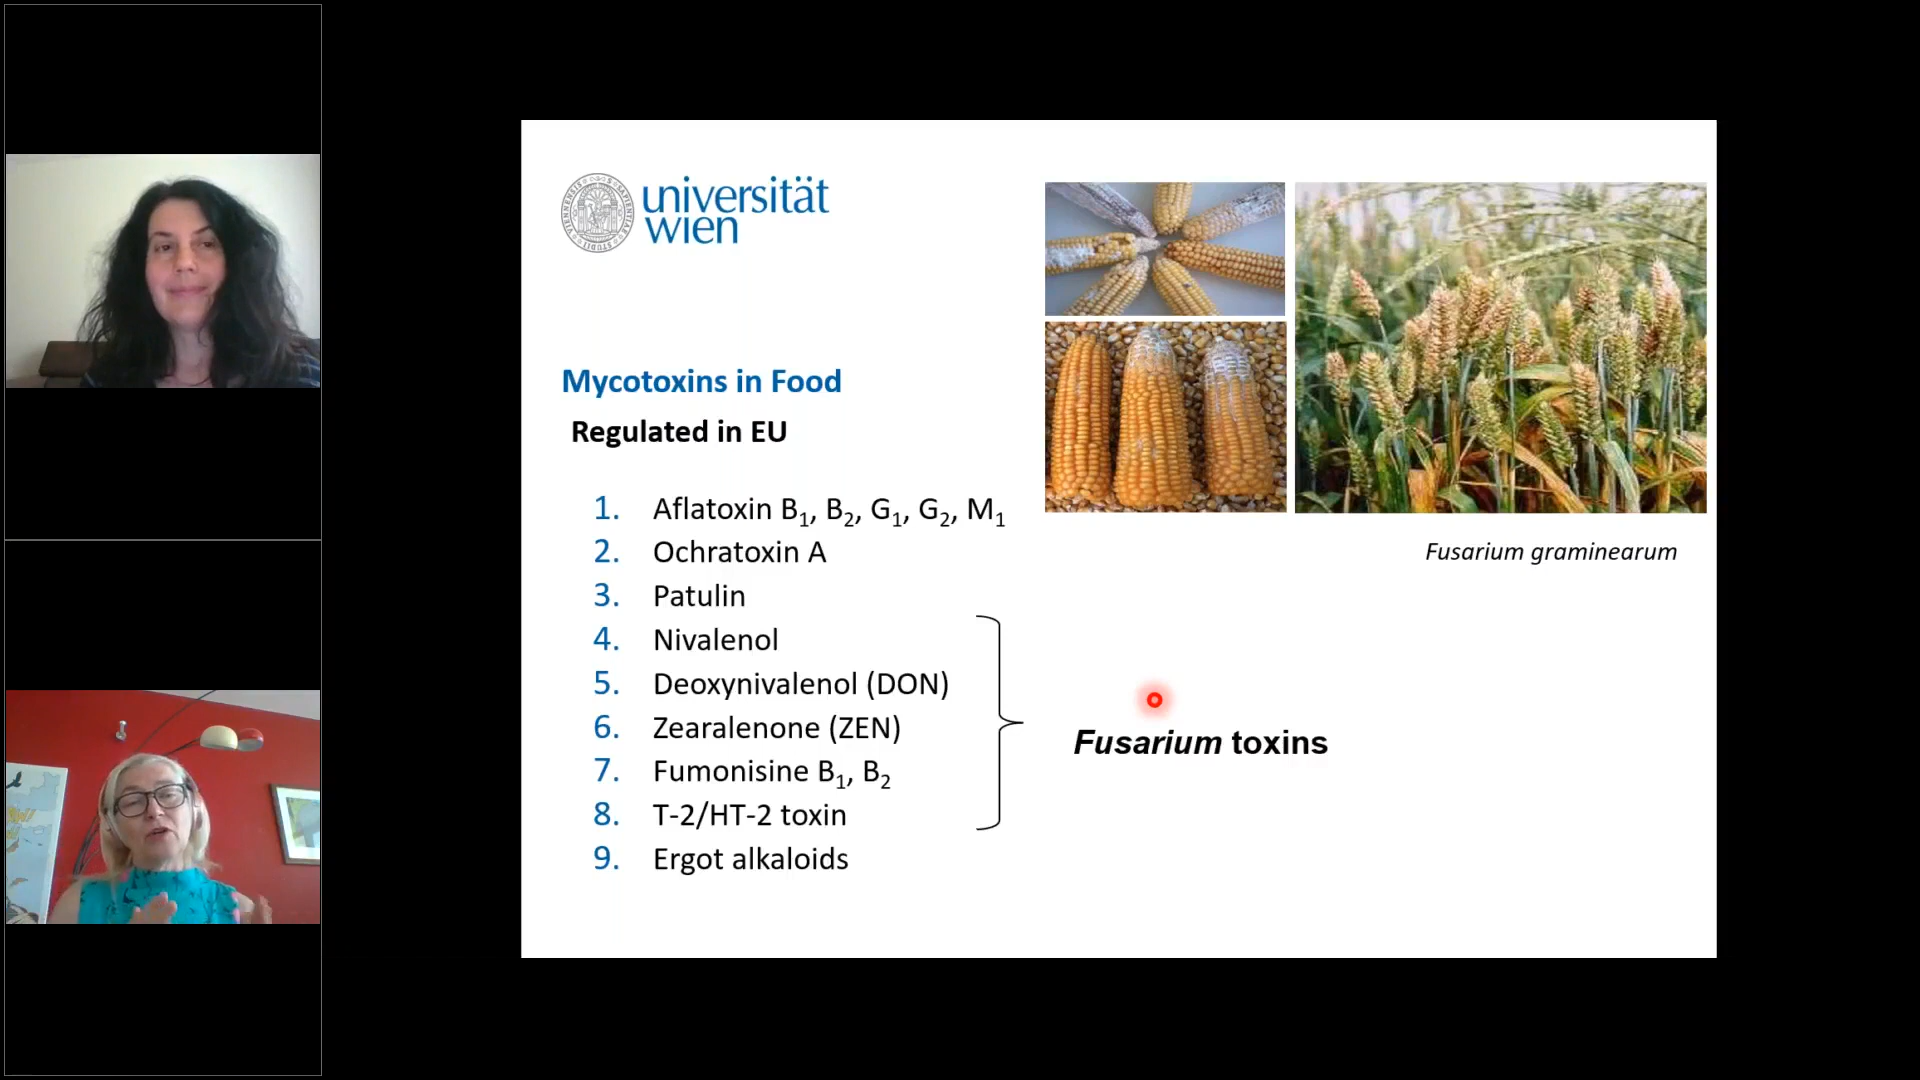 universität
wien
Mycotoxins in Food
Regulated in EU
1. Aflatoxin B1, B2, G1, G2, M1
2. Ochratoxin A
3. Patulin
4. Nivalenol
5. Deoxynivalenol (DON)
6. Zearalenone (ZEN)
7. Fumonisine B1, B2
8. T-2/HT-2 toxin
9. Ergot alkaloids
Fusarium graminearum
Fusarium toxins